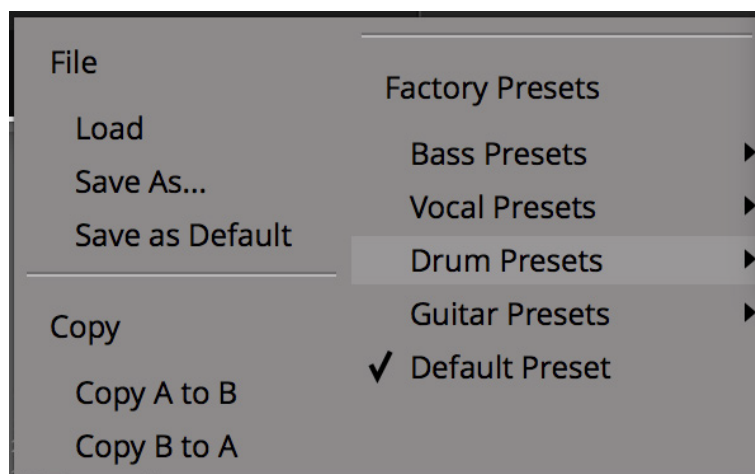 File
Load
Save As...
Save as Default
Copy
Copy A to B
Copy B to A
Factory Presets
Bass Presets
Vocal Presets
Drum Presets
Guitar Presets
Default Preset